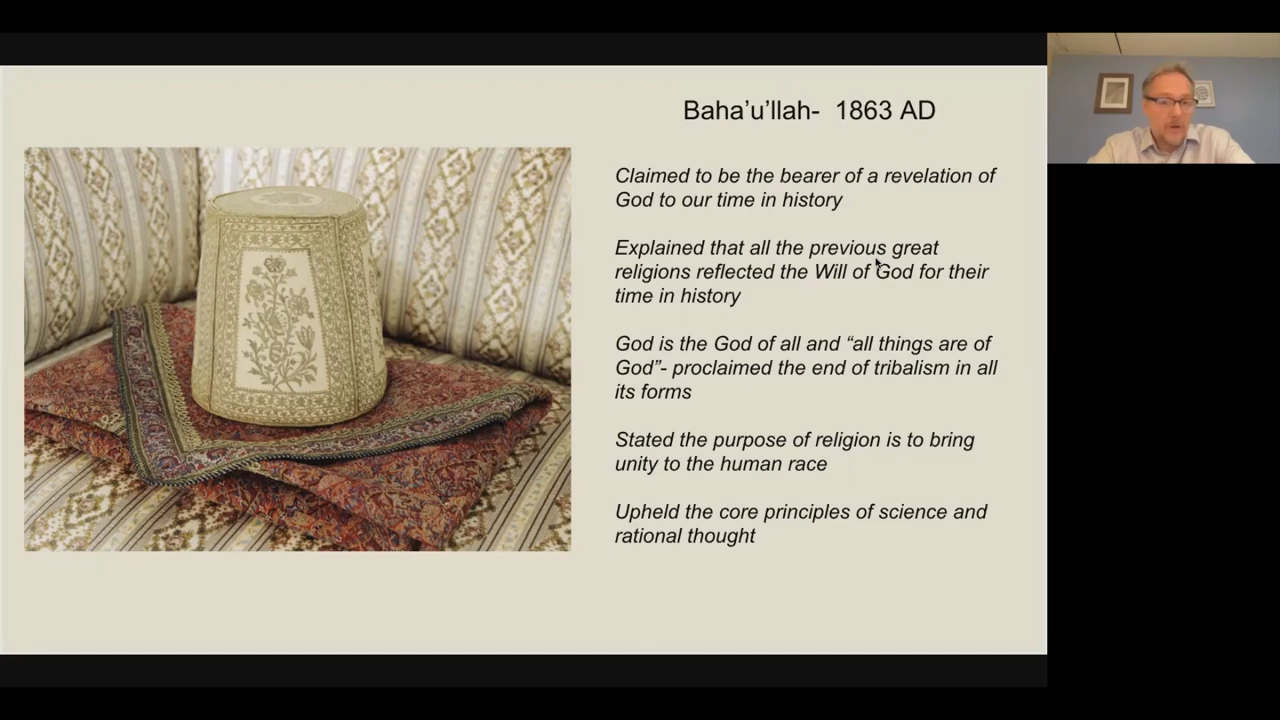 Baha’u’llah-  1863 AD
Claimed to be the bearer of a revelation of
God to our time in history
Explained that all the previous great
religions reflected the Will of God for their
time in history
God is the God of all and “all things are of
God”- proclaimed the end of tribalism in all
its forms
Stated the purpose of religion is to bring
unity to the human race
Upheld the core principles of science and
rational thought